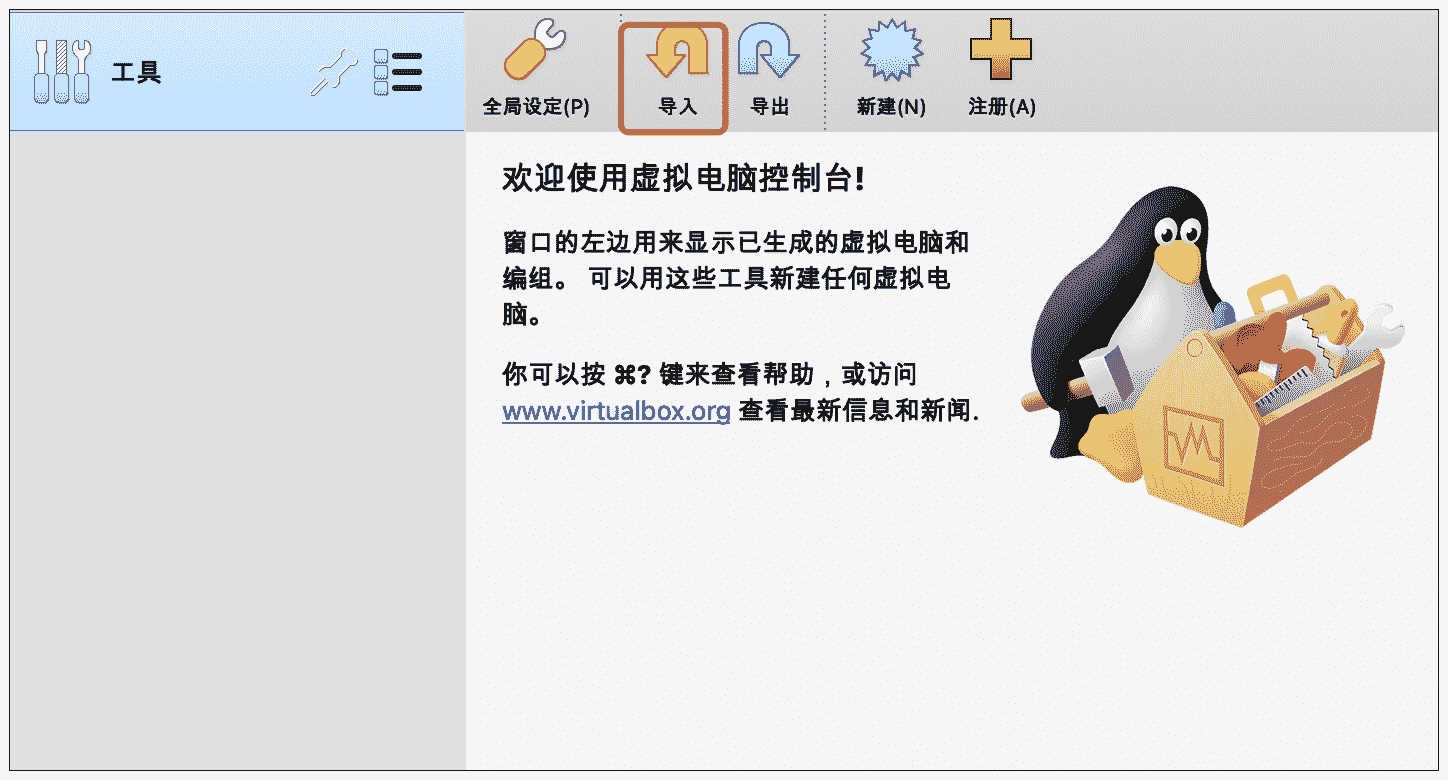 工具
全局设定(P)
导入
导出
新建(N)
注册(A)
欢迎使用虚拟电脑控制台!
窗口的左边用来显示已生成的虚拟电脑和
编组。 可以用这些工具新建任何虚拟电
脑。
你可以按 ⌘? 键来查看帮助，或访问
www.virtualbox.org 查看最新信息和新闻.